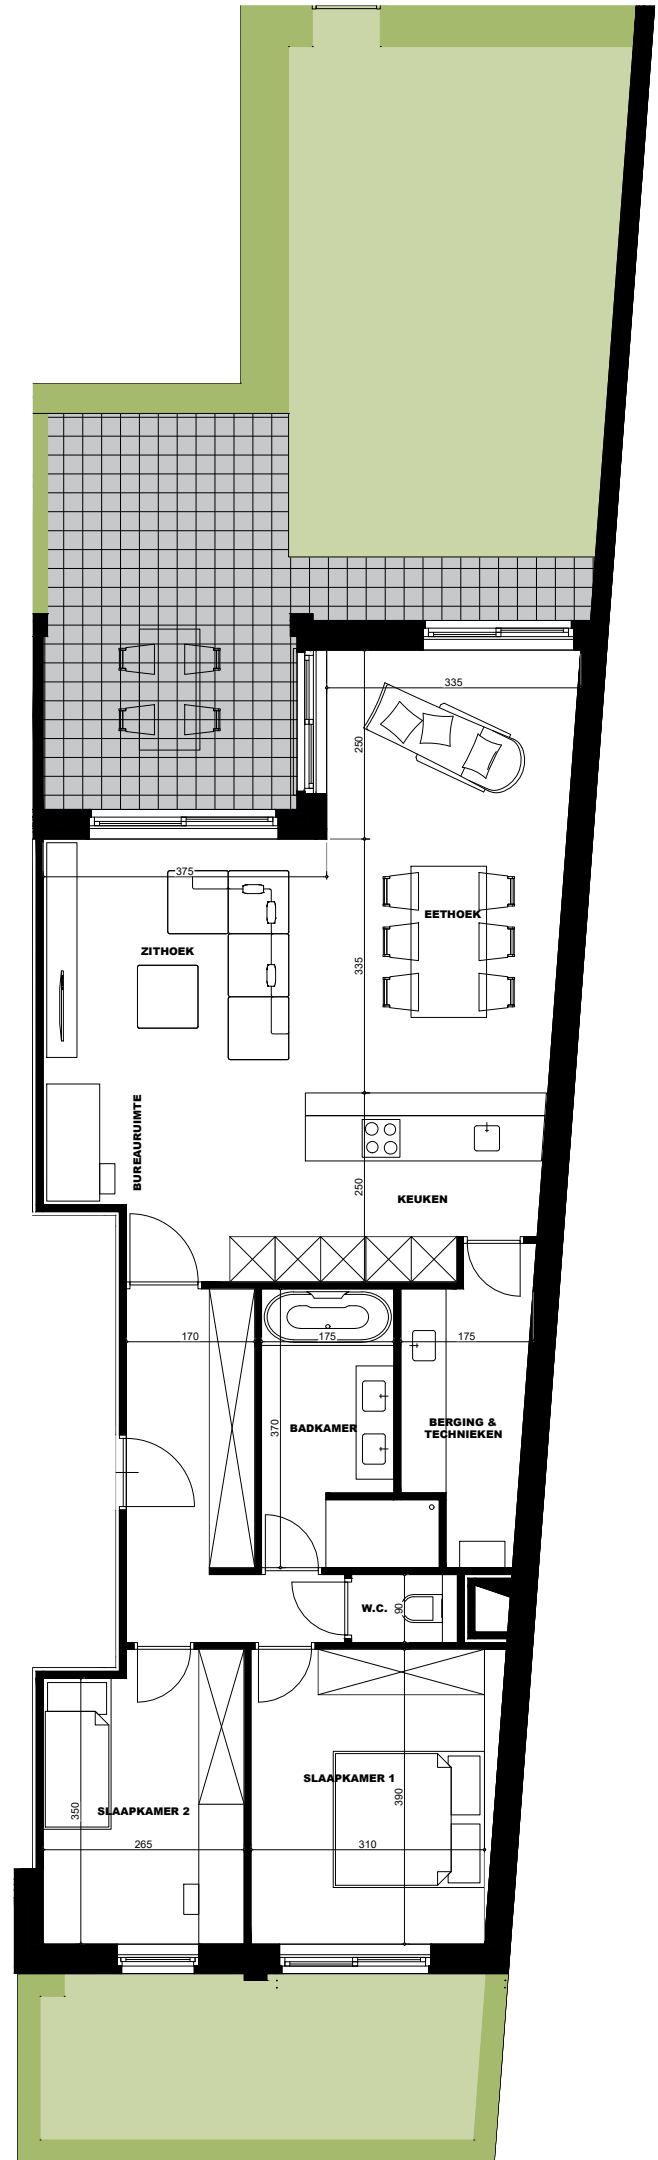 335
250
375
EETHOEK
ZITHOEK
335
BUREAURUIMTE
250
KEUKEN
170
175
175
370
BADKAMER
BERGING &
TECHNIEKEN
W.C.
90
SLAAPKAMER 1
390
350
SLAAPKAMER 2
265
310